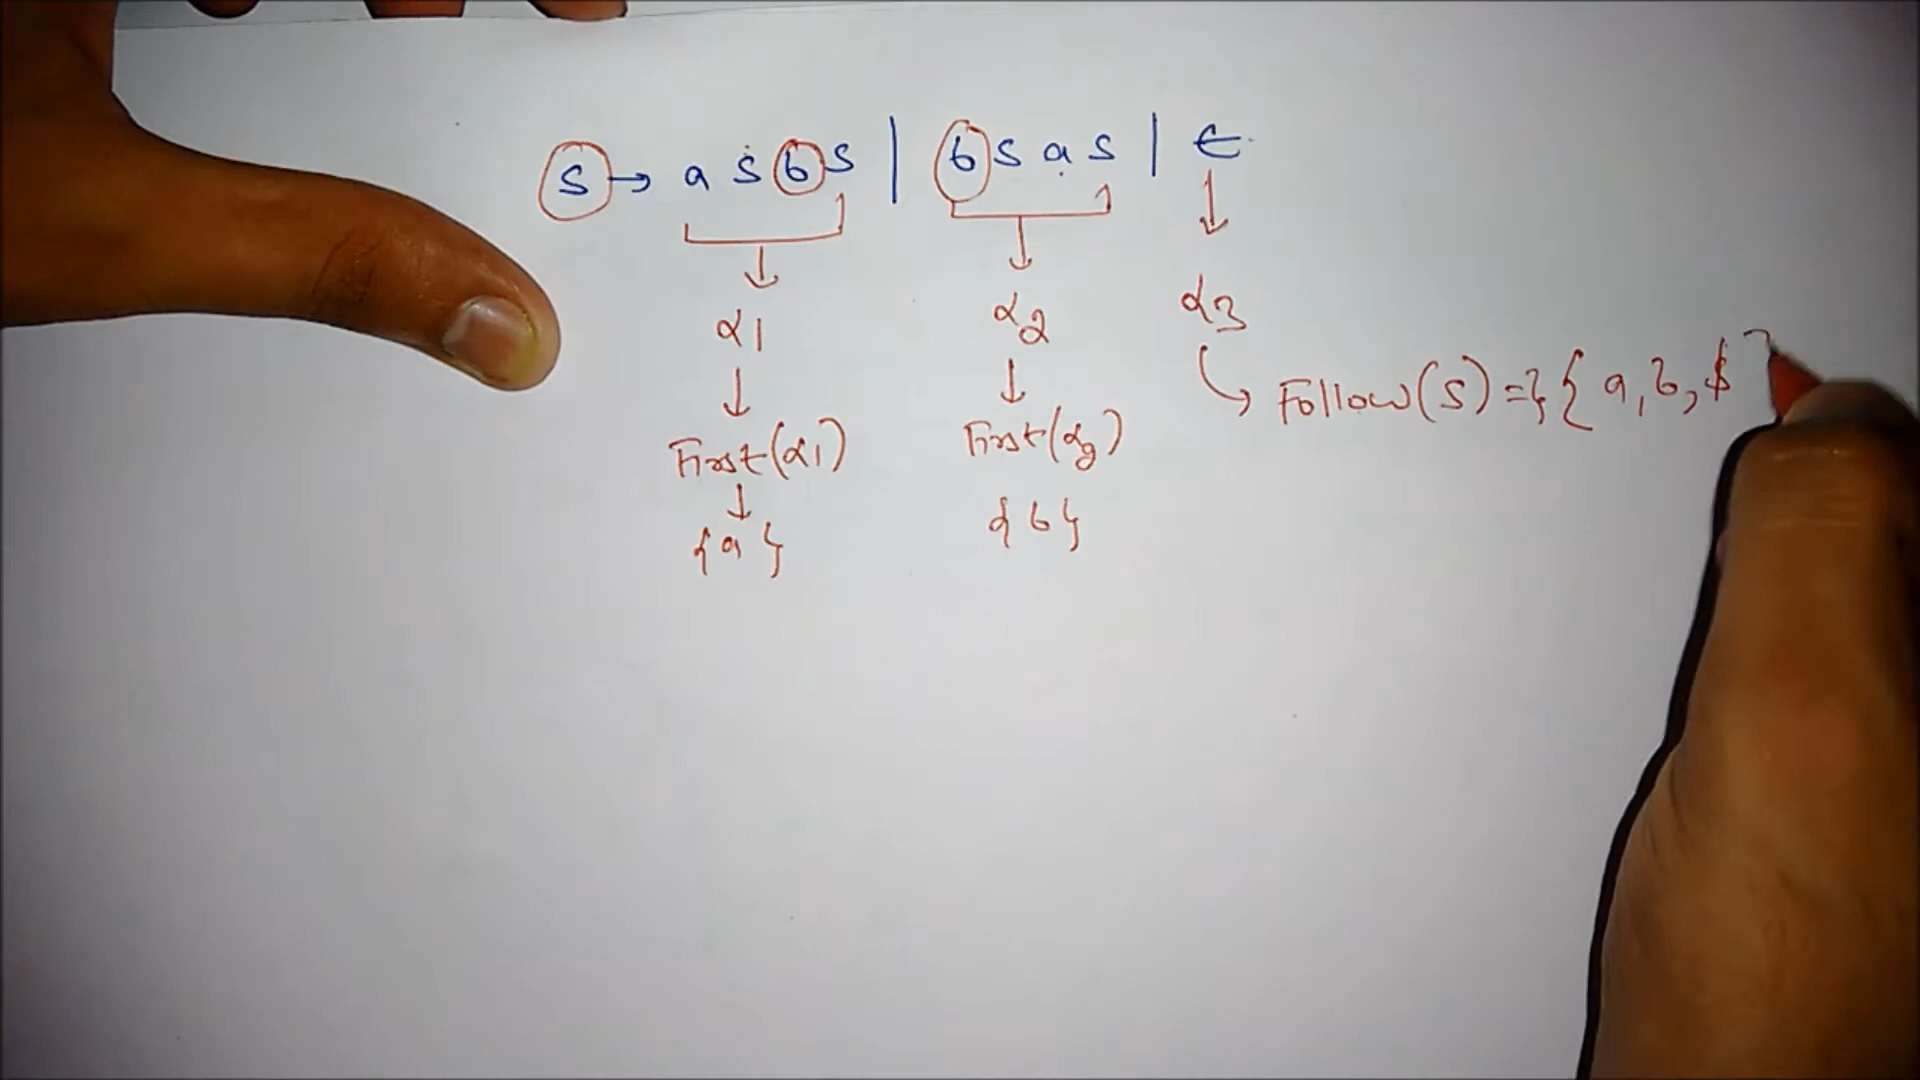 S → a S b S | b S a S | ∈
α1 α2 α3
First(α1) First(α2) Follow(S) => { a, b, $ }
{a} {b}